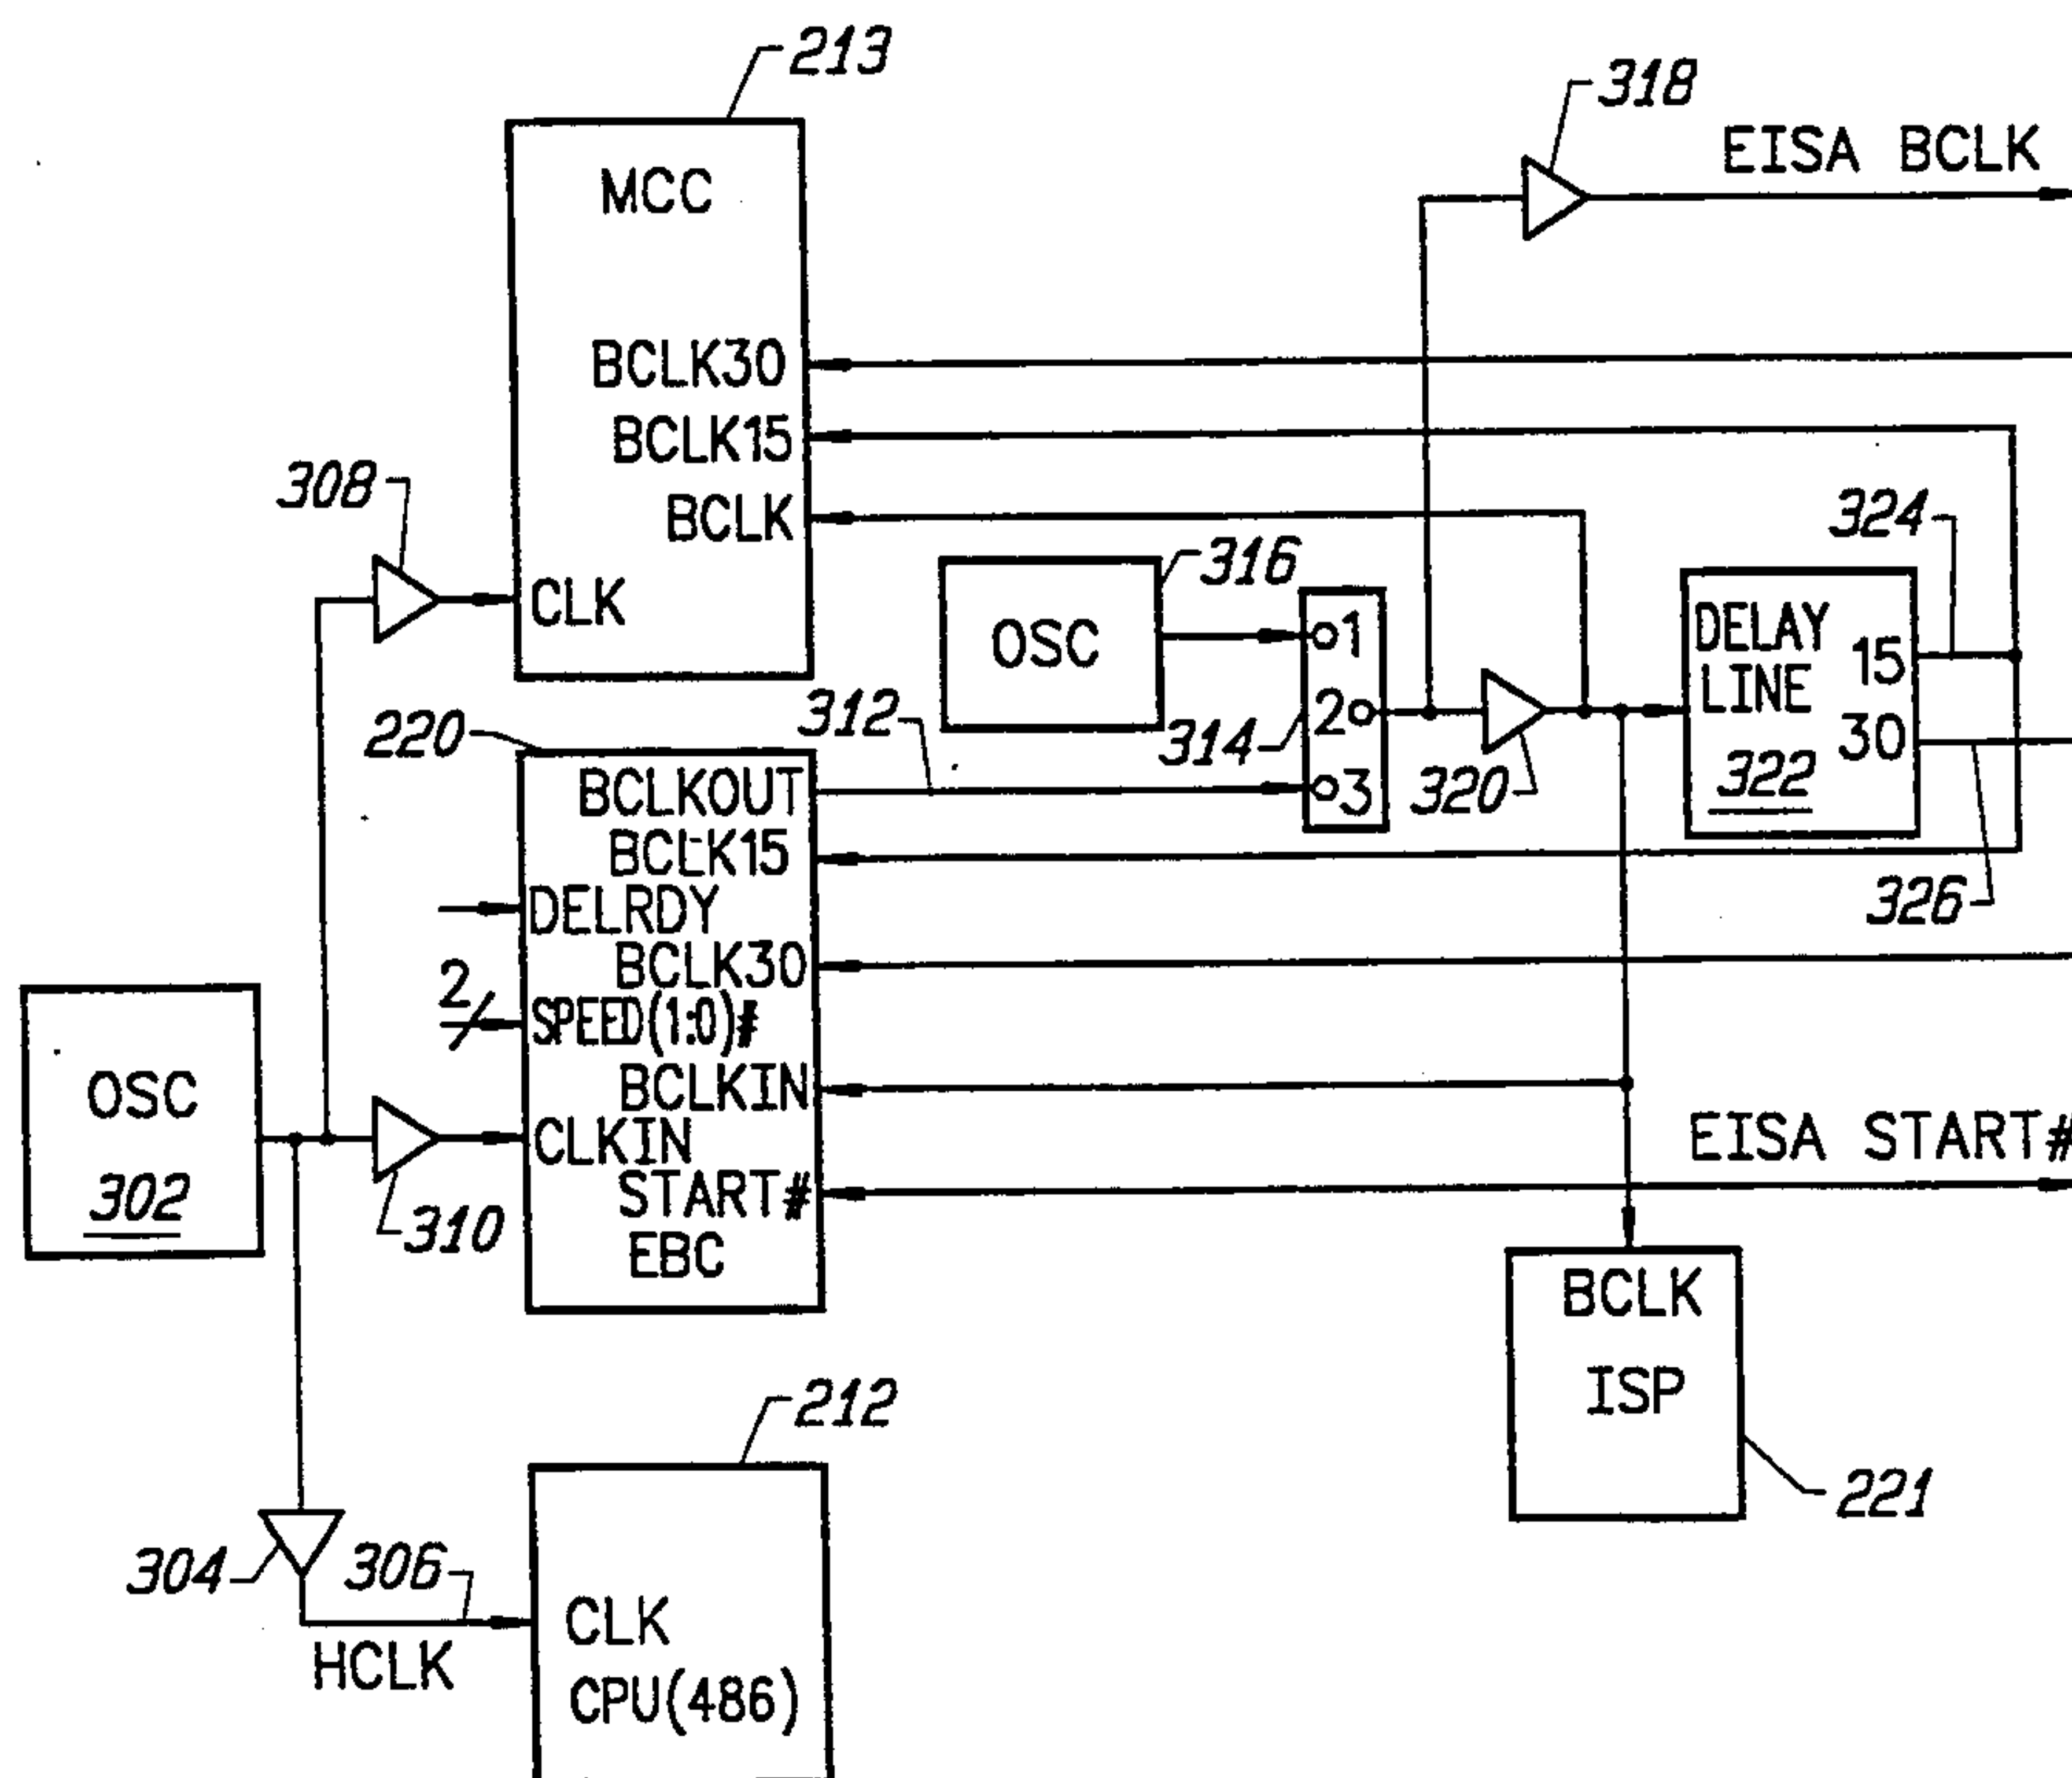 213
318
EISA BCLK
MCC
BCLK30
BCLK15
BCLK
308
CLK
316
OSC
1
2
3
314
312
320
324
DELAY
LINE
15
30
322
326
220
BCLKOUT
BCLK15
DELRDY
BCLK30
2
SPEED(1:0)#
BCLKIN
CLKIN
START#
EBC
EISA START#
OSC
302
310
BCLK
ISP
221
212
304
306
HCLK
CLK
CPU(486)